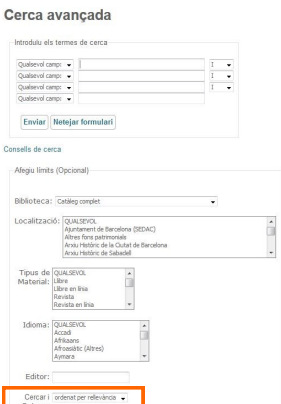 Cerca avançada
Introduïu els termes de cerca
Qualsevol camp: I
Qualsevol camp: I
Qualsevol camp: I
Qualsevol camp:
Enviar Netejar formulari
Consells de cerca
Afegiu límits (Opcional)
Biblioteca: Catàleg complet
Localització: QUALSEVOL
Ajuntament de Barcelona (SEDAC)
Altres fons patrimonials
Arxiu Històric de la Ciutat de Barcelona
Arxiu Històric de Sabadell
Tipus de Material: QUALSEVOL
Llibre
Llibre en línia
Revista
Revista en línia
Idioma: QUALSEVOL
Accadi
Afrikaans
Afroasiàtic (Altres)
Aymara
Editor:
Cercar i ordenat per rellevància